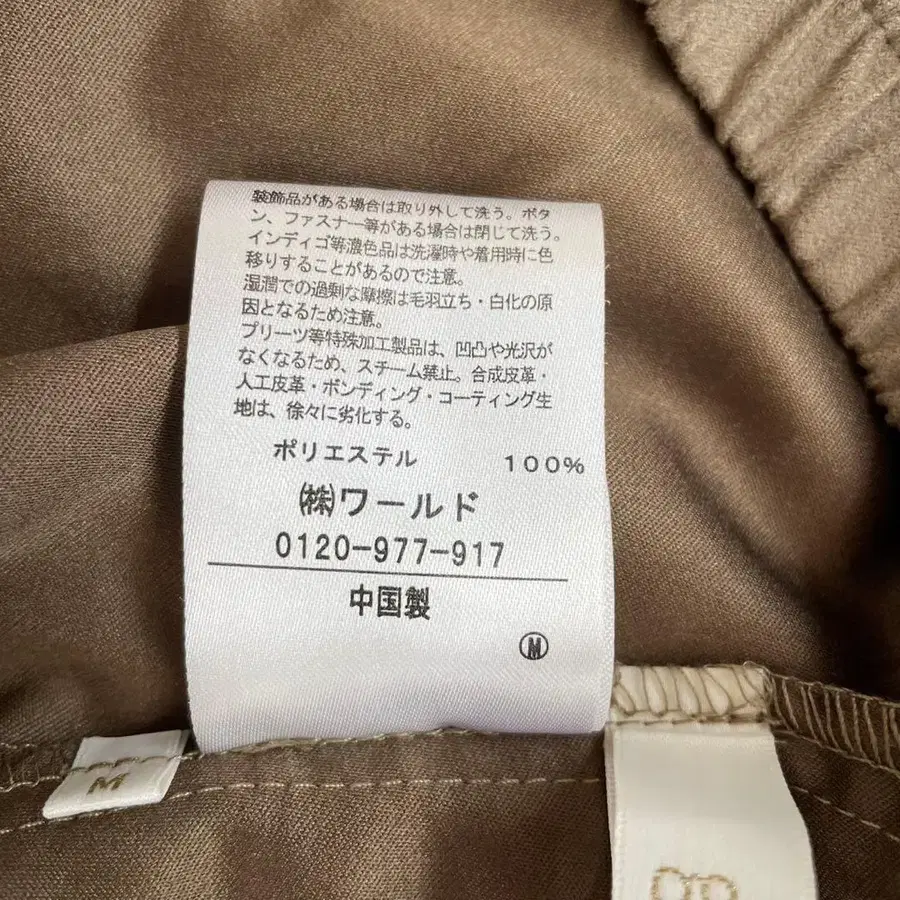 装飾品がある場合は取り外して洗う。ボタ
ン、ファスナー等がある場合は閉じて洗う。
インディゴ等濃色品は洗濯時や着用時に色
移りすることがあるので注意。
湿潤での過剰な摩擦は毛羽立ち・白化の原
因となるため注意。
プリーツ等特殊加工製品は、凹凸や光沢が
なくなるため、スチーム禁止。合成皮革・
人工皮革・ボンディング・コーティング生
地は、徐々に劣化する。
ポリエステル 100%
㈱ワールド
0120-977-917
中国製
Ⓜ
M